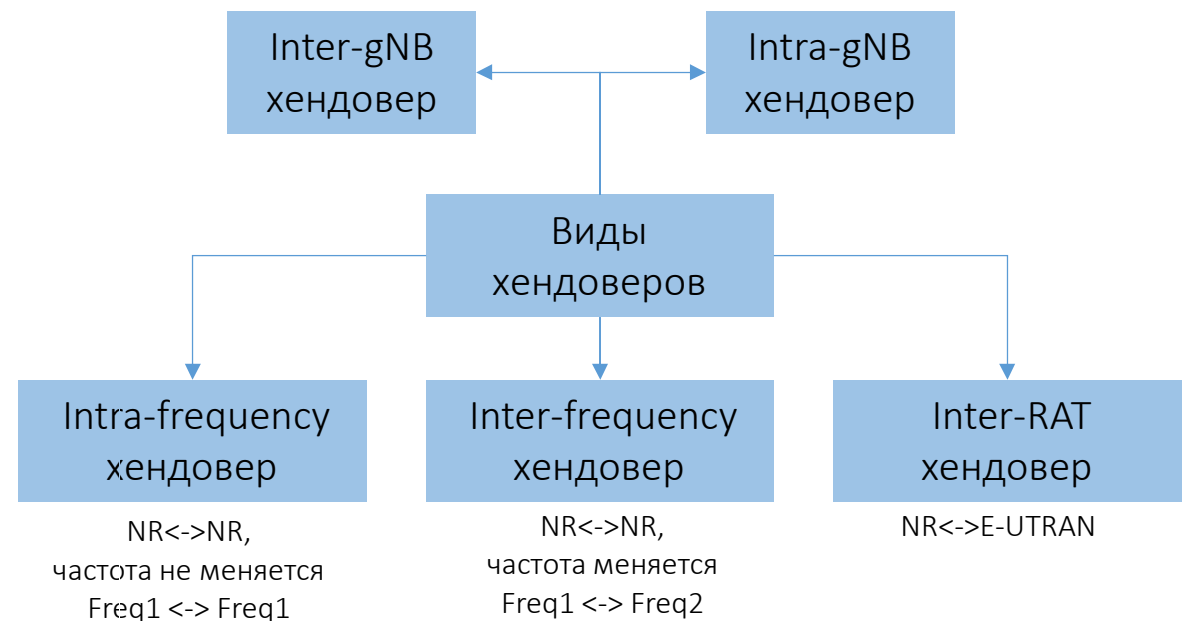 Inter-gNB
хендовер
Intra-gNB
хендовер
Виды
хендоверов
Intra-frequency
хендовер
Inter-frequency
хендовер
Inter-RAT
хендовер
NR<->NR,
частота не меняется
Freq1 <-> Freq1
NR<->NR,
частота меняется
Freq1 <-> Freq2
NR<->E-UTRAN